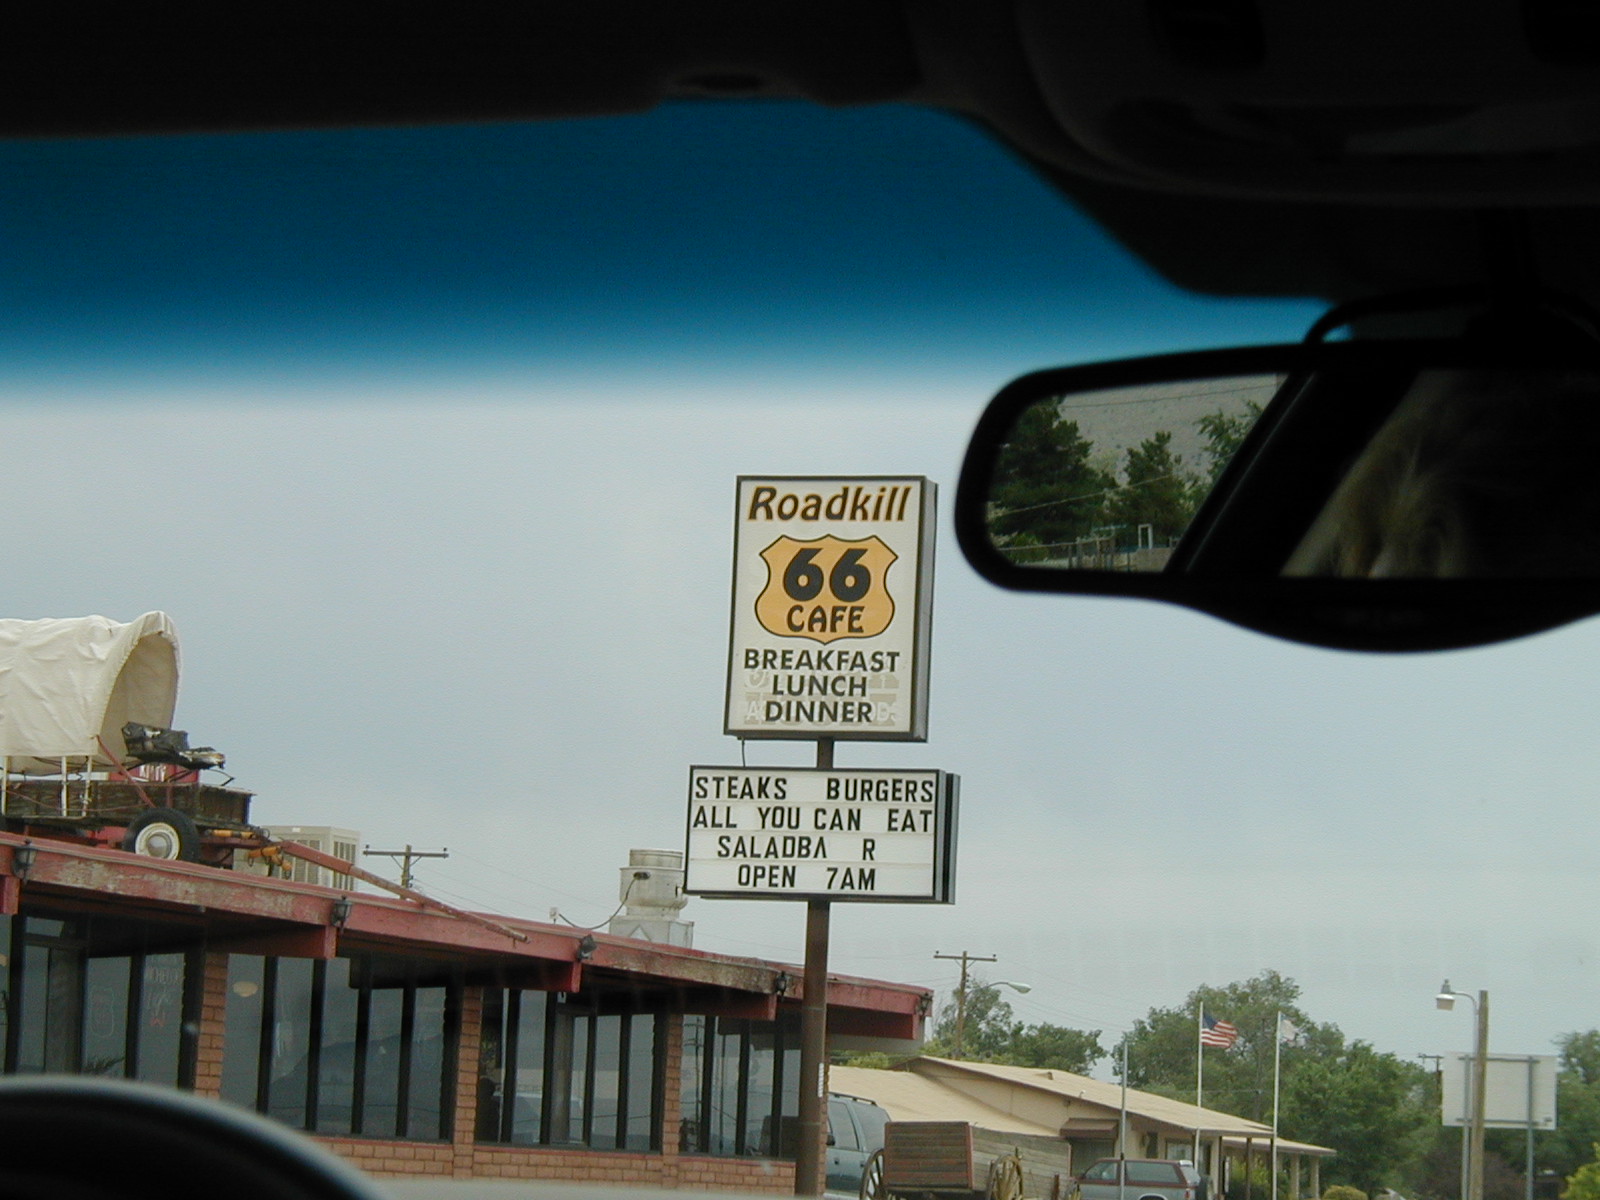 Roadkill
66
CAFE
BREAKFAST
LUNCH
DINNER
STEAKS BURGERS
ALL YOU CAN EAT
SALADBA R
OPEN 7AM